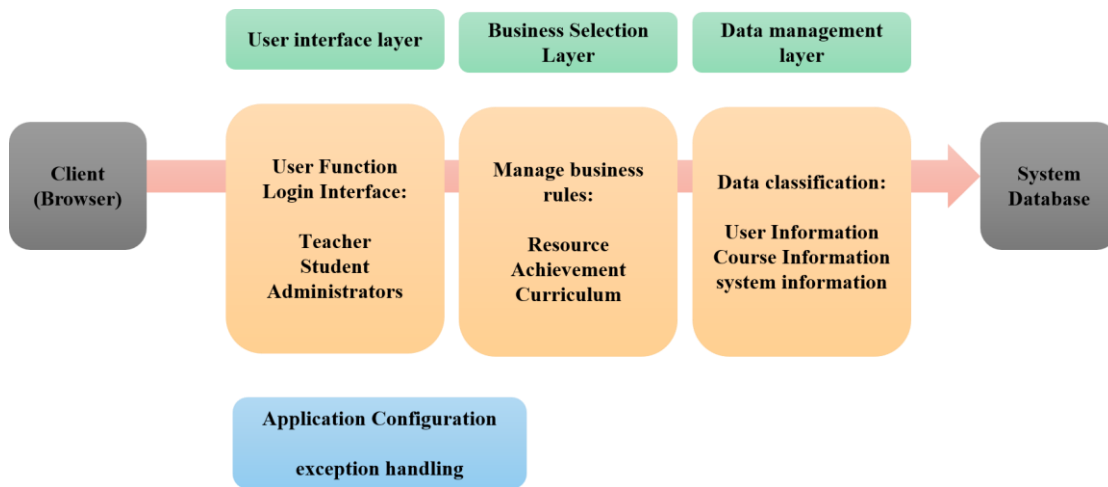 User interface layer
Business Selection
Layer
Data management
layer
Client
(Browser)
User Function
Login Interface:
Teacher
Student
Administrators
Manage business
rules:
Resource
Achievement
Curriculum
Data classification:
User Information
Course Information
system information
System
Database
Application Configuration
exception handling